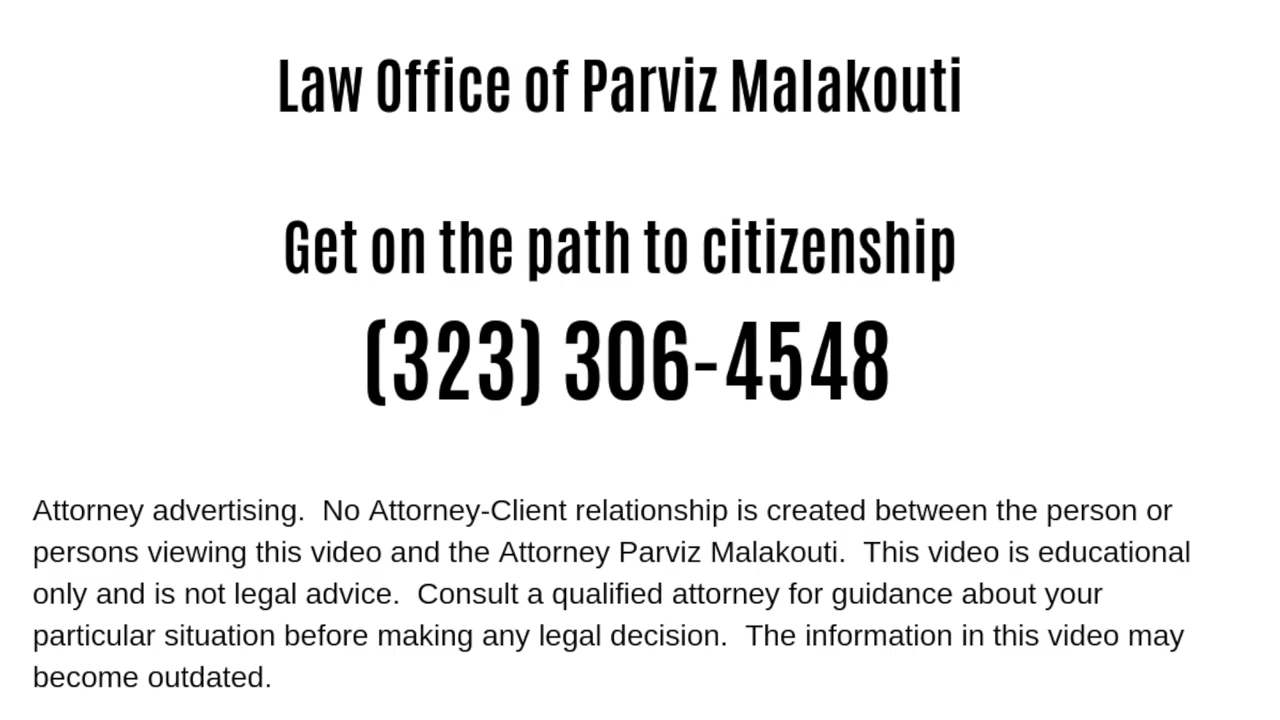 Law Office of Parviz Malakouti
Get on the path to citizenship
(323) 306-4548
Attorney advertising.  No Attorney-Client relationship is created between the person or
persons viewing this video and the Attorney Parviz Malakouti.  This video is educational
only and is not legal advice.  Consult a qualified attorney for guidance about your
particular situation before making any legal decision.  The information in this video may
become outdated.